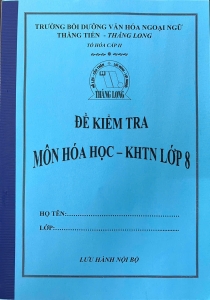 TRƯỜNG BỒI DƯỠNG VĂN HÓA NGOẠI NGỮ
THĂNG TIẾN - THĂNG LONG
TỔ HÓA CẤP II
THĂNG LONG
ĐỀ KIỂM TRA
MÔN HÓA HỌC – KHTN LỚP 8
HỌ TÊN:
LỚP:
LƯU HÀNH NỘI BỘ